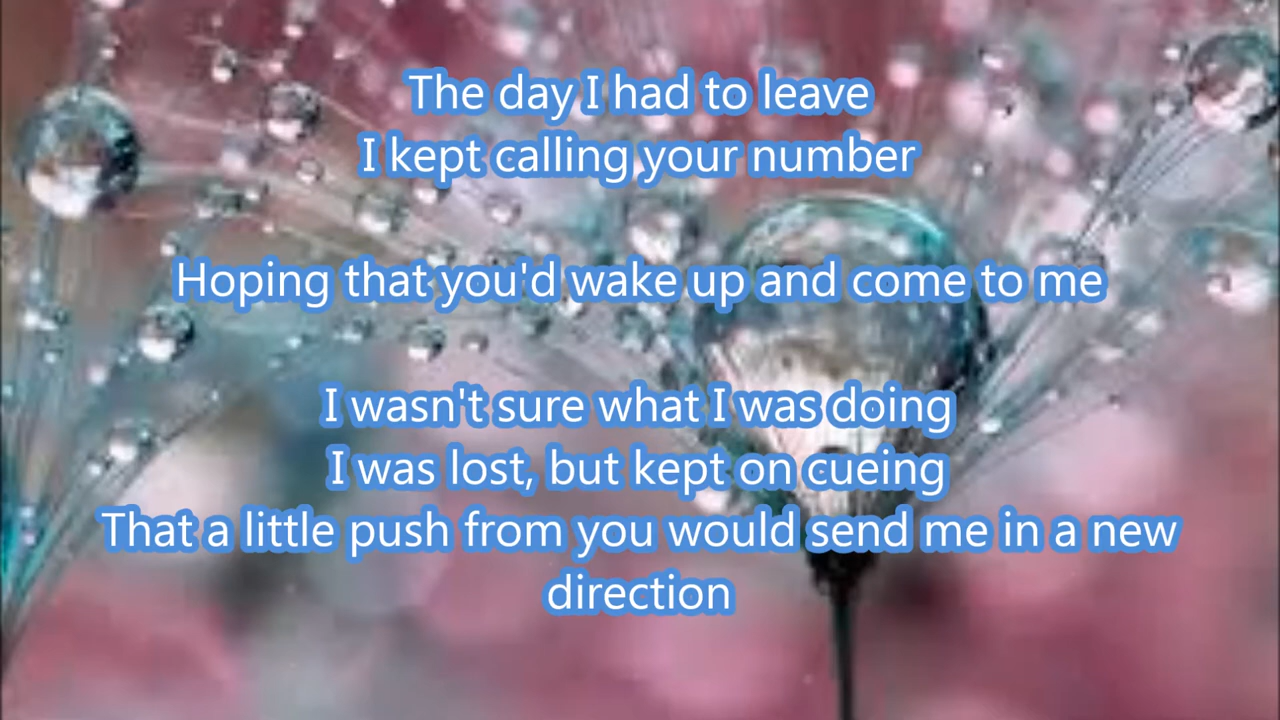 The day I had to leave
I kept calling your number
Hoping that you'd wake up and come to me
I wasn't sure what I was doing
I was lost, but kept on cueing
That a little push from you would send me in a new
direction